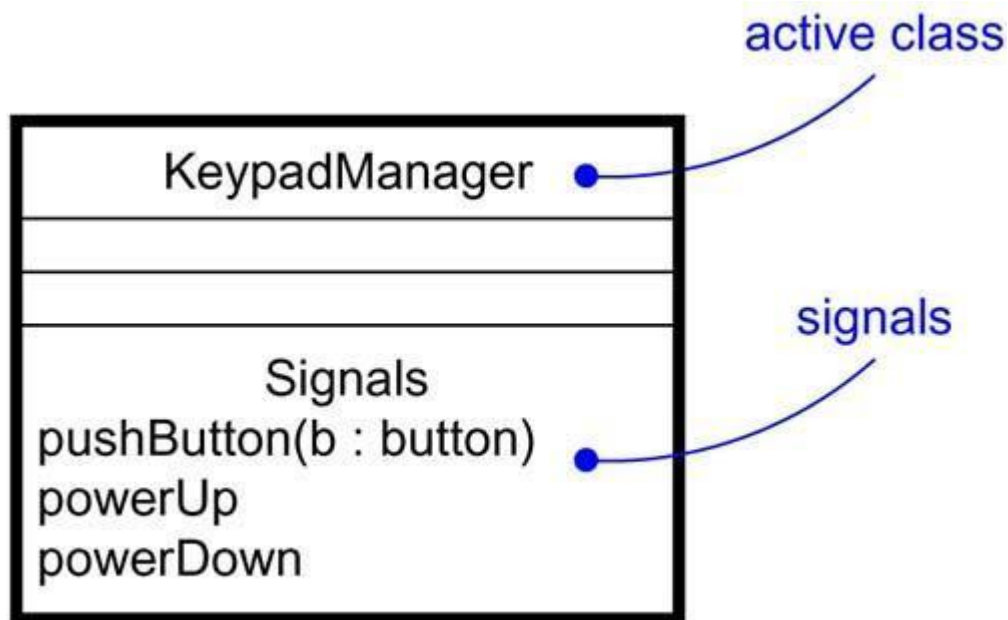 active class
KeypadManager
signals
Signals
pushButton(b : button)
powerUp
powerDown